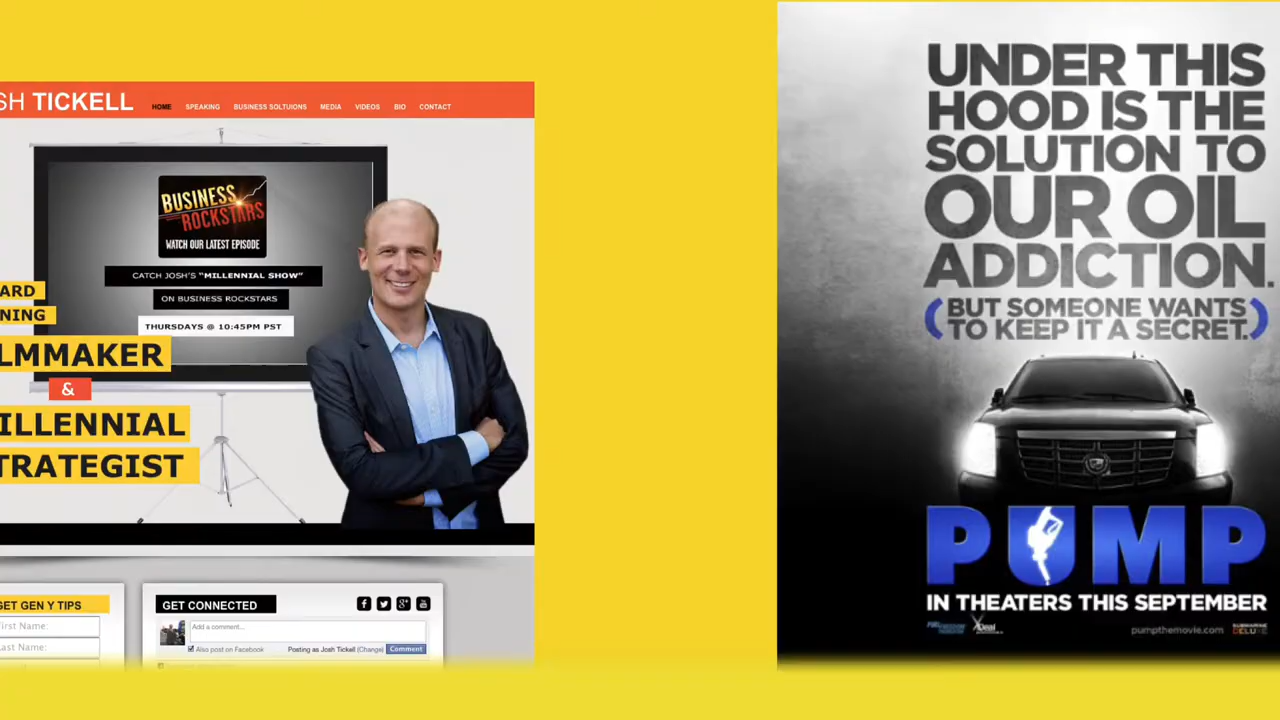 SH TICKELL
HOME SPEAKING BUSINESS SOLTUIONS MEDIA VIDEOS BIO CONTACT
BUSINESS
ROCKSTARS
WATCH OUR LATEST EPISODE
CATCH JOSH'S "MILLENNIAL SHOW"
ON BUSINESS ROCKSTARS
THURSDAYS @ 10:45PM PST
ARD
NING
LMMAKER
&
ILLENNIAL
TRATEGIST
GET GEN Y TIPS
First Name:
Last Name:
GET CONNECTED
Add a comment...
Also post on Facebook
Posting as Josh Tickell (Change)
Comment
UNDER THIS
HOOD IS THE
SOLUTION TO
OUR OIL
ADDICTION.
(BUT SOMEONE WANTS
TO KEEP IT A SECRET.)
PUMP
IN THEATERS THIS SEPTEMBER
pumpthemovie.com
SUBMARINE
DELUXE